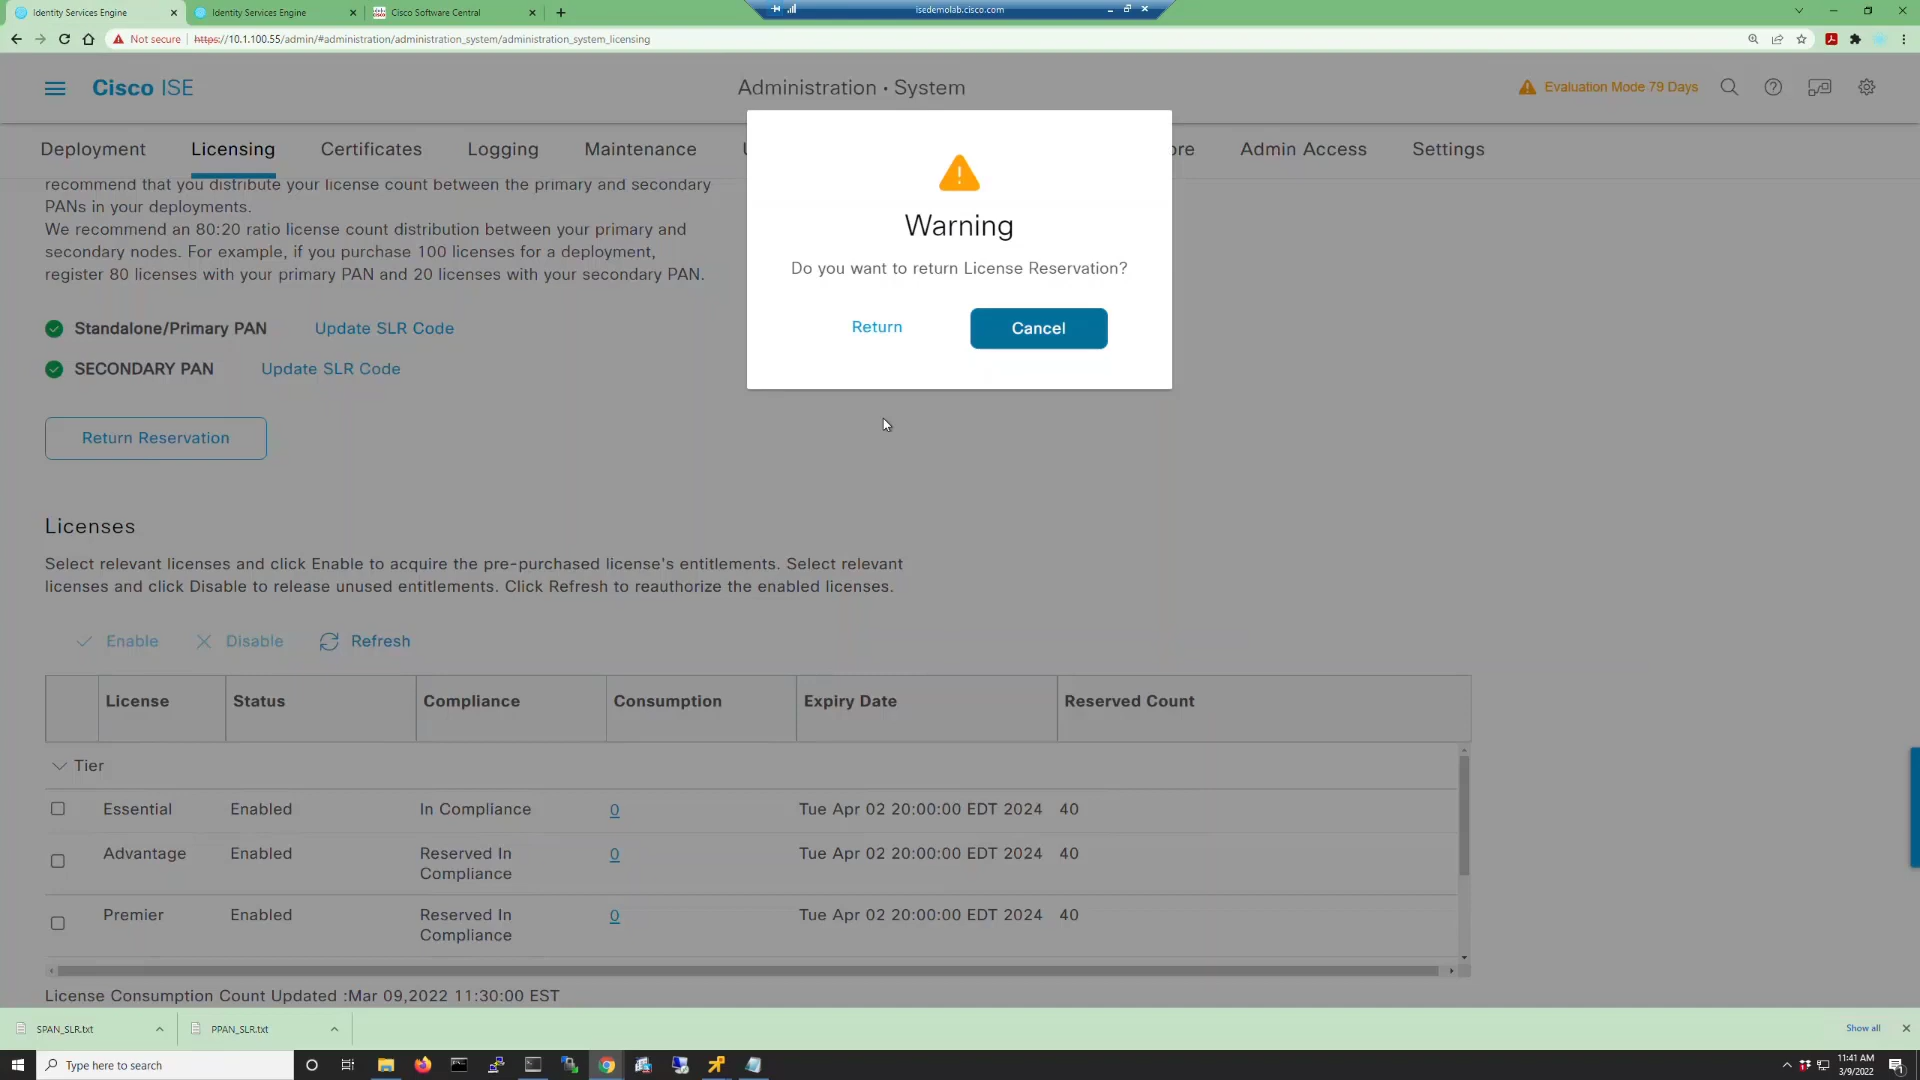 Identity Services Engine
Identity Services Engine
Cisco Software Central
isedemolab.cisco.com
Not secure
https://10.1.100.55/admin/#administration/administration_system/administration_system_licensing
Cisco ISE
Administration • System
Evaluation Mode 79 Days
Deployment
Licensing
Certificates
Logging
Maintenance
Admin Access
Settings
recommend that you distribute your license count between the primary and secondary
PANs in your deployments.
We recommend an 80:20 ratio license count distribution between your primary and
secondary nodes. For example, if you purchase 100 licenses for a deployment,
register 80 licenses with your primary PAN and 20 licenses with your secondary PAN.
Standalone/Primary PAN Update SLR Code
SECONDARY PAN Update SLR Code
Return Reservation
Warning
Do you want to return License Reservation?
Return
Cancel
Licenses
Select relevant licenses and click Enable to acquire the pre-purchased license's entitlements. Select relevant
licenses and click Disable to release unused entitlements. Click Refresh to reauthorize the enabled licenses.
Enable Disable Refresh
License Status Compliance Consumption Expiry Date Reserved Count
Tier
Essential Enabled In Compliance 0 Tue Apr 02 20:00:00 EDT 2024 40
Advantage Enabled Reserved In Compliance 0 Tue Apr 02 20:00:00 EDT 2024 40
Premier Enabled Reserved In Compliance 0 Tue Apr 02 20:00:00 EDT 2024 40
License Consumption Count Updated :Mar 09,2022 11:30:00 EST
SPAN_SLR.txt
PPAN_SLR.txt
Show all
Type here to search
11:41 AM
3/9/2022